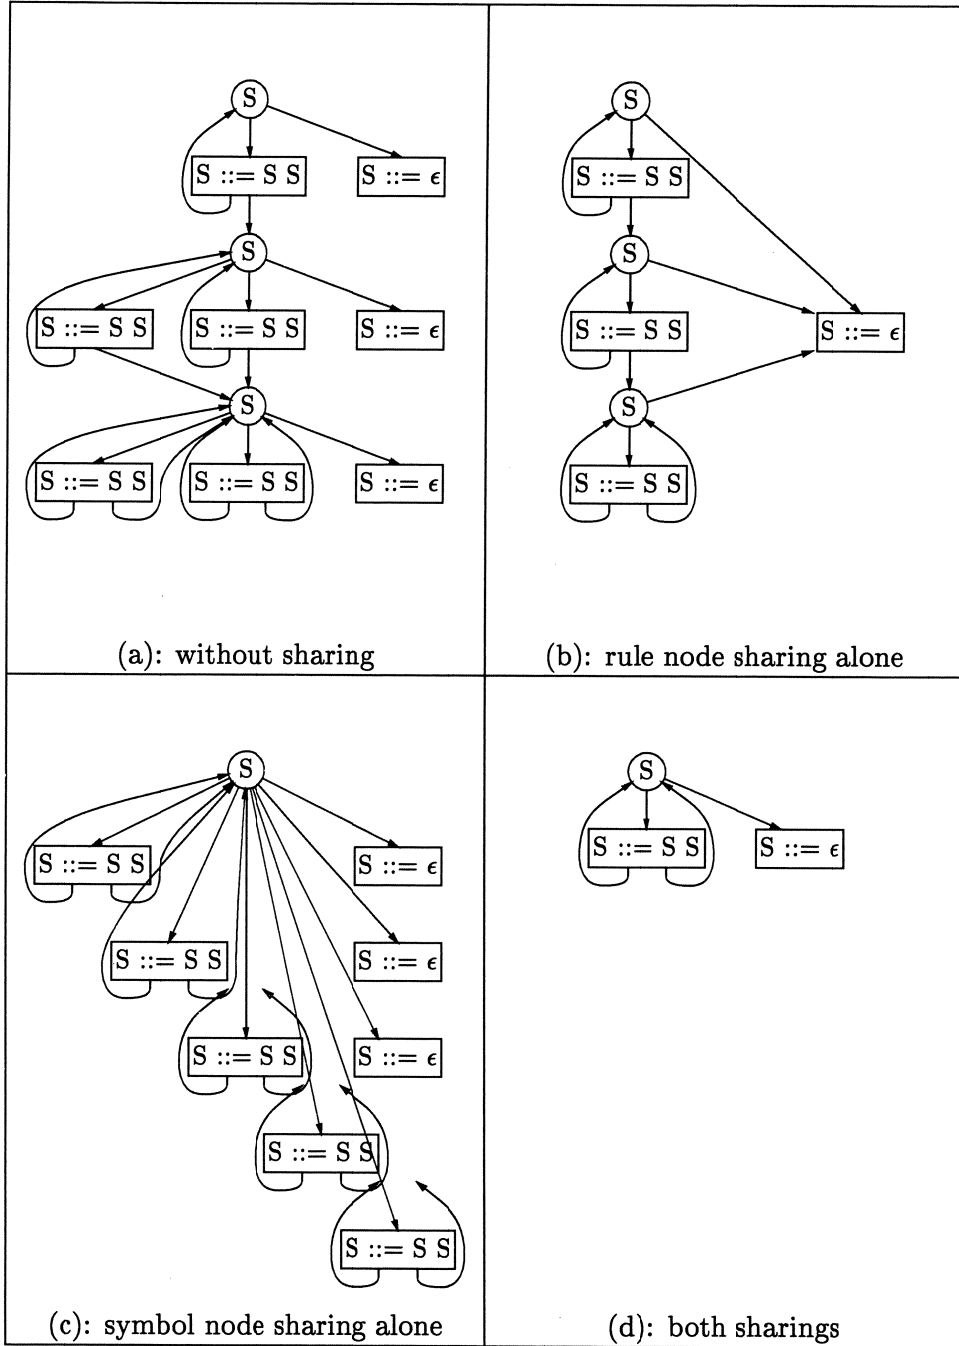 S
S ::= S S
S ::= ϵ
S
S ::= S S
S ::= S S
S ::= ϵ
S
S ::= S S
S ::= S S
S ::= ϵ
(a): without sharing
S
S ::= S S
S
S ::= S S
S ::= ϵ
S
S ::= S S
(b): rule node sharing alone
S
S ::= S S
S ::= ϵ
S ::= S S
S ::= ϵ
S ::= S S
S ::= ϵ
S ::= S S
S ::= S S
(c): symbol node sharing alone
S
S ::= S S
S ::= ϵ
(d): both sharings